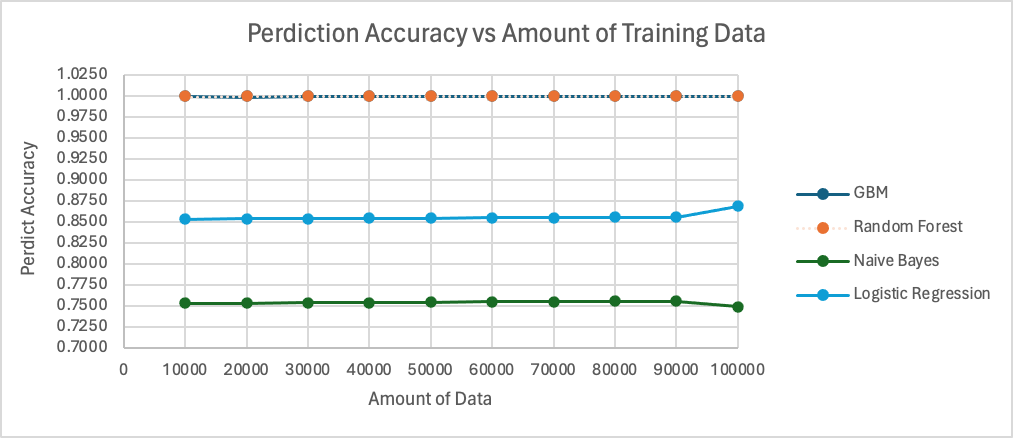 Perdiction Accuracy vs Amount of Training Data
1.0250
1.0000
0.9750
0.9500
0.9250
0.9000
0.8750
0.8500
0.8250
0.8000
0.7750
0.7500
0.7250
0.7000
Perdict Accuracy
0 10000 20000 30000 40000 50000 60000 70000 80000 90000 100000
Amount of Data
GBM
Random Forest
Naive Bayes
Logistic Regression